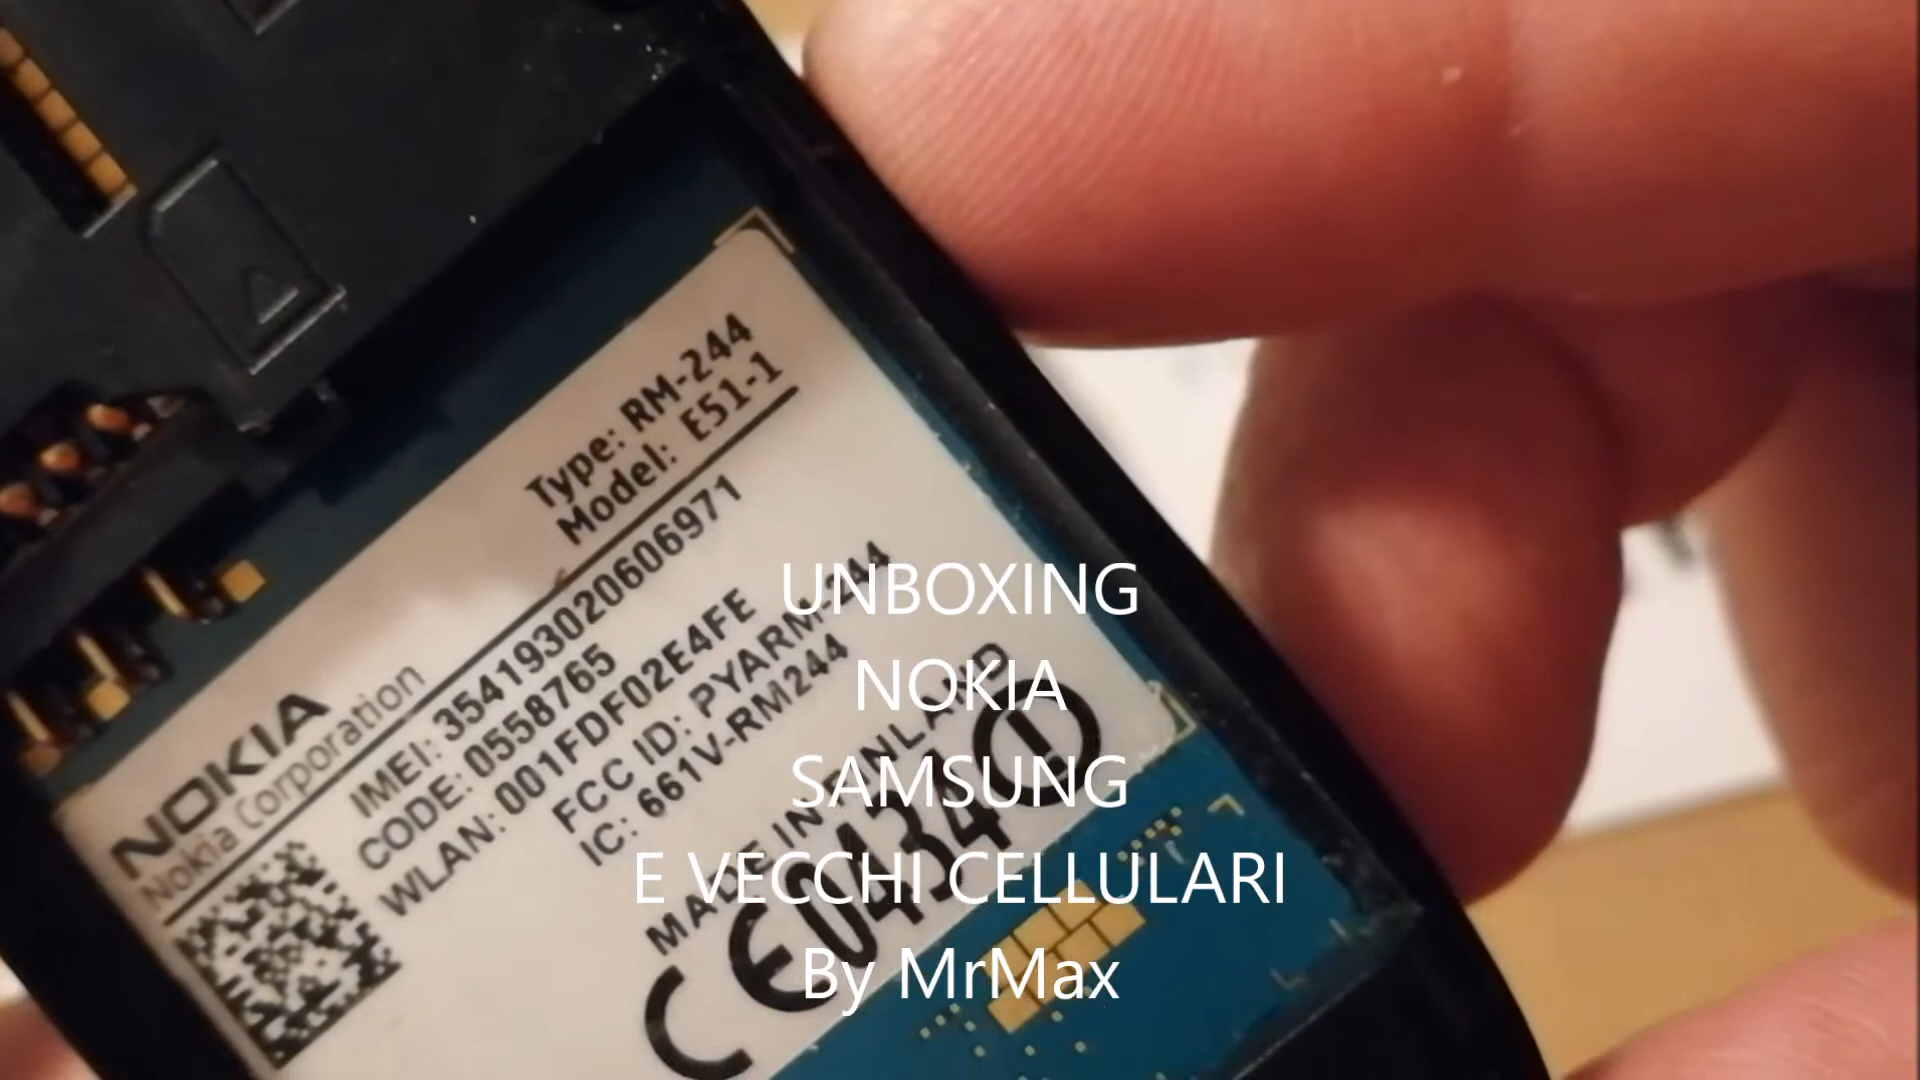 Type: RM-244
Model: E51-1
NOKIA
Nokia Corporation
IMEI: 354193020606971
CODE: 0558765
WLAN: 001FDF02E4FE
FCC ID: PYARM-244
IC: 661V-RM244
MADE IN FINLAND
CE0434
UNBOXING
NOKIA
SAMSUNG
E VECCHI CELLULARI
By MrMax